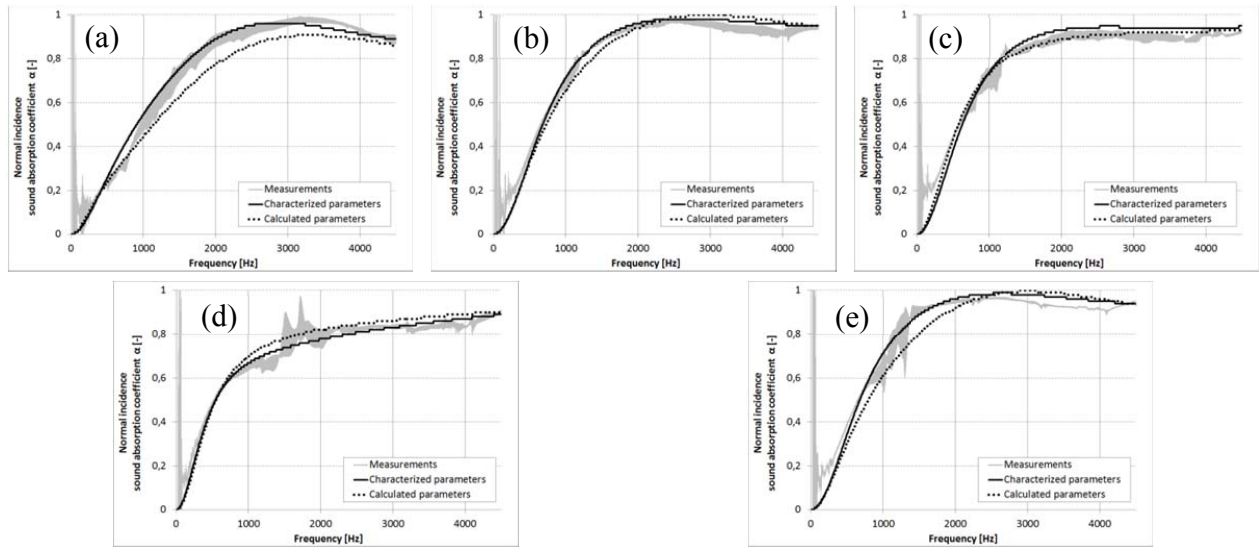 (a)
1
0,8
0,6
0,4
0,2
0
Normal incidence
sound absorption coefficient α [-]
Measurements
Characterized parameters
Calculated parameters
0 1000 2000 3000 4000
Frequency [Hz]
(b)
1
0,8
0,6
0,4
0,2
0
Normal incidence
sound absorption coefficient α [-]
Measurements
Characterized parameters
Calculated parameters
0 1000 2000 3000 4000
Frequency [Hz]
(c)
1
0,8
0,6
0,4
0,2
0
Normal incidence
sound absorption coefficient α [-]
Measurements
Characterized parameters
Calculated parameters
0 1000 2000 3000 4000
Frequency [Hz]
(d)
1
0,8
0,6
0,4
0,2
0
Normal incidence
sound absorption coefficient α [-]
Measurements
Characterized parameters
Calculated parameters
0 1000 2000 3000 4000
Frequency [Hz]
(e)
1
0,8
0,6
0,4
0,2
0
Normal incidence
sound absorption coefficient α [-]
Measurements
Characterized parameters
Calculated parameters
0 1000 2000 3000 4000
Frequency [Hz]